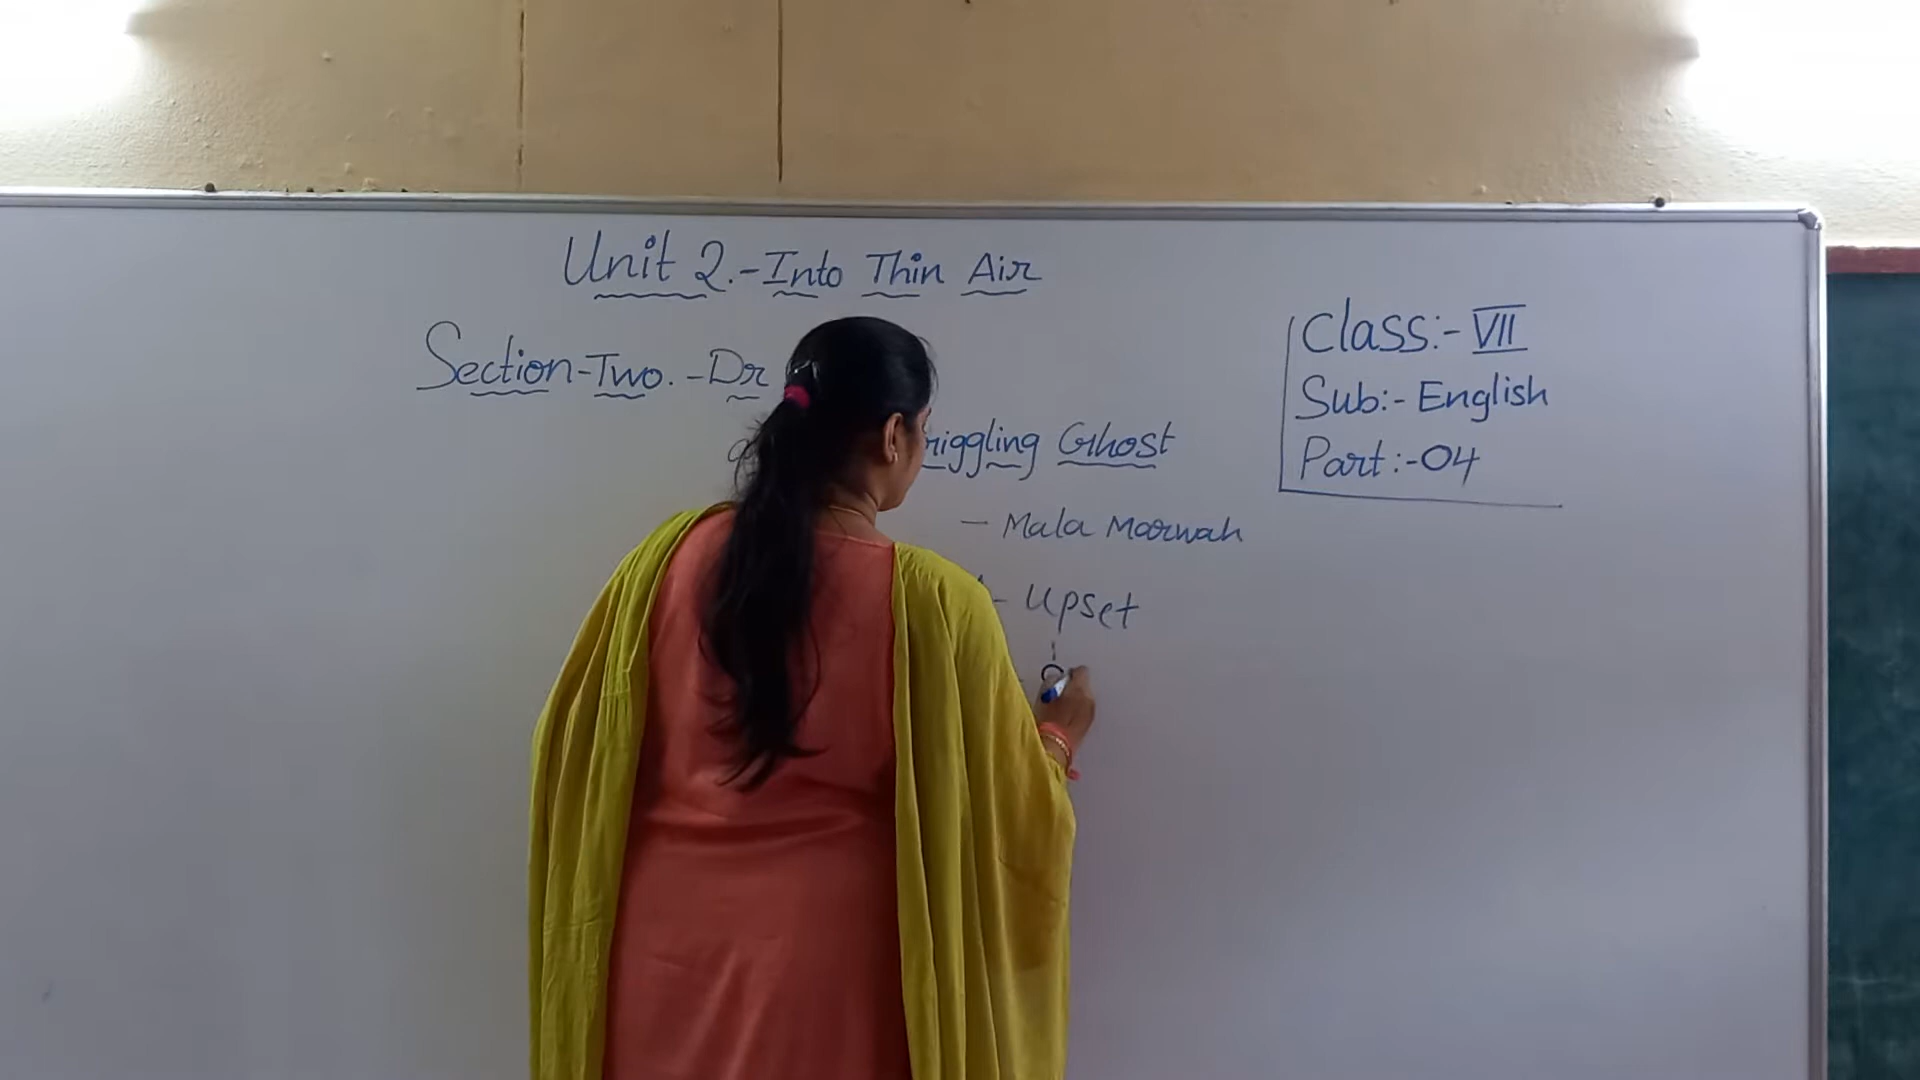 Unit 2.-Into Thin Air
Section-Two.-Dr
riggling Ghost
- Mala Marwah
- Upset
Class:- VII
Sub:- English
Part:-04